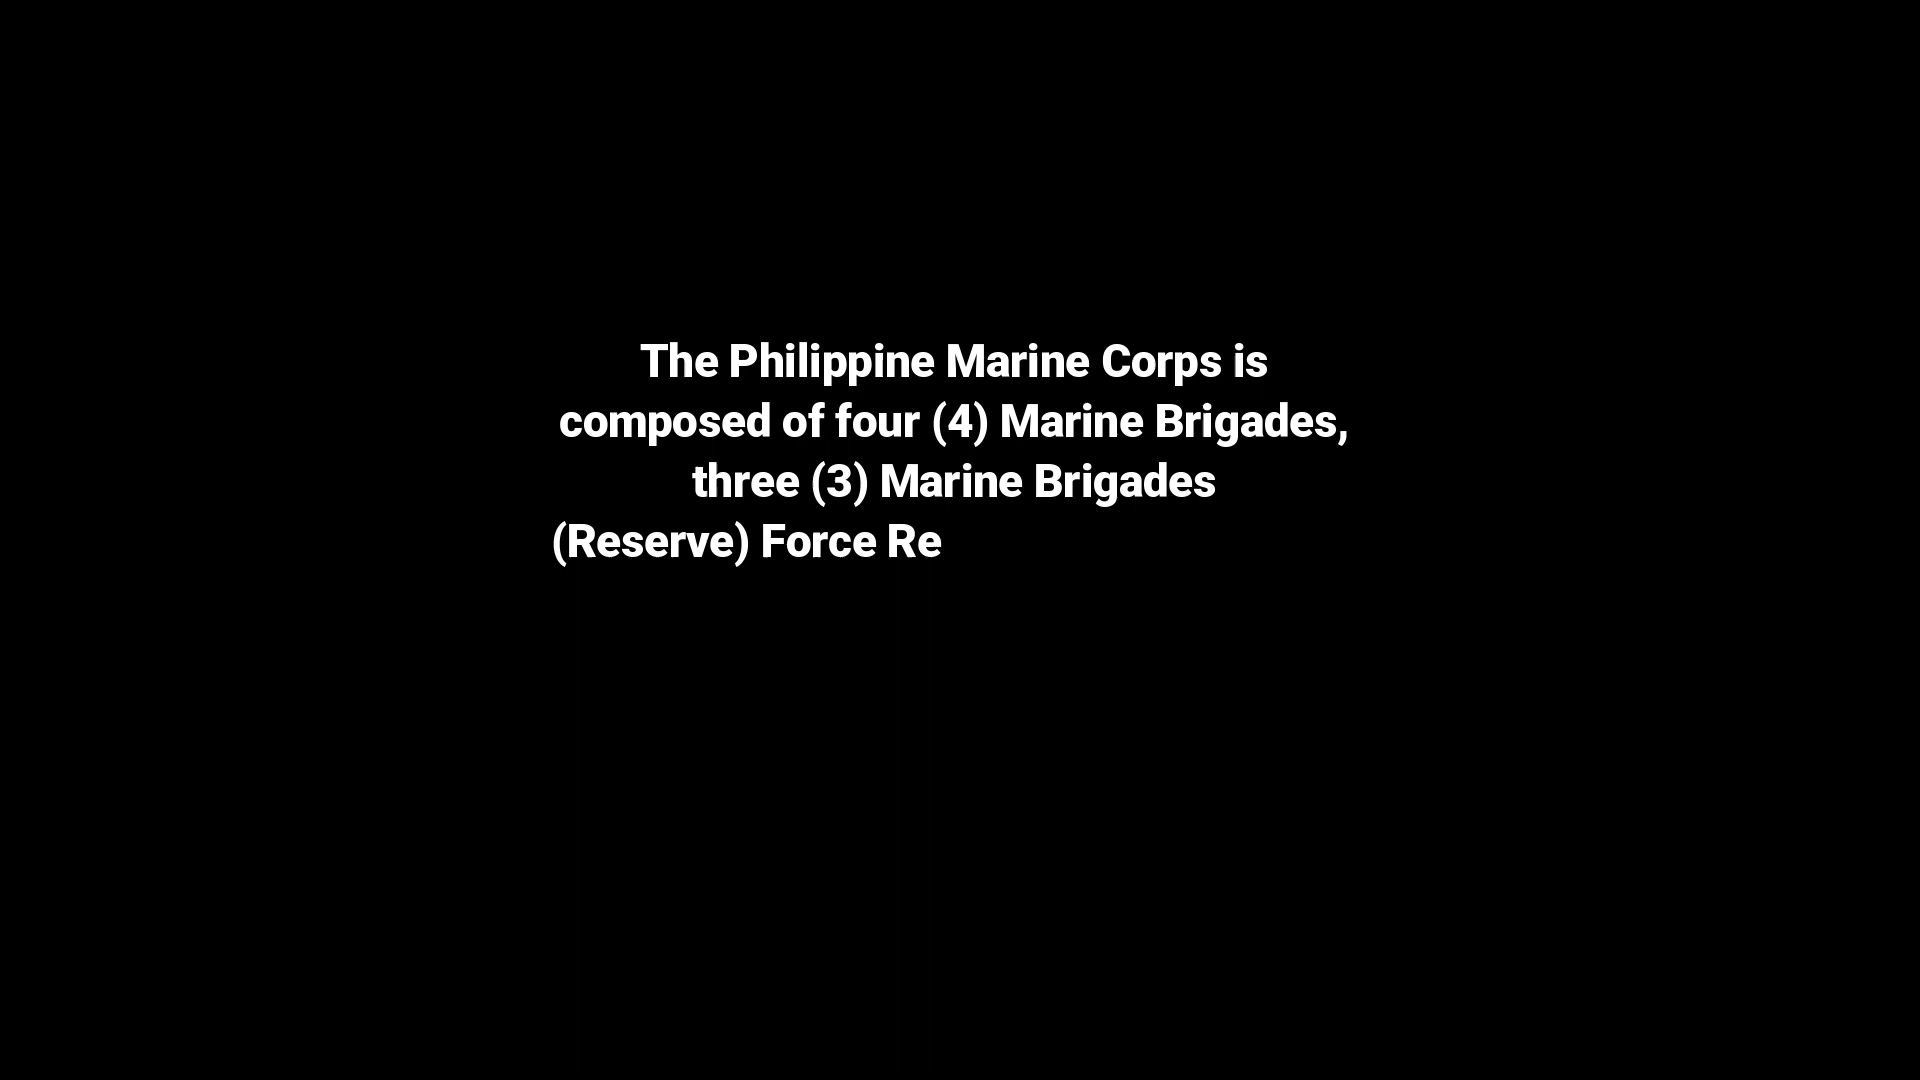 The Philippine Marine Corps is
composed of four (4) Marine Brigades,
three (3) Marine Brigades
(Reserve) Force Re